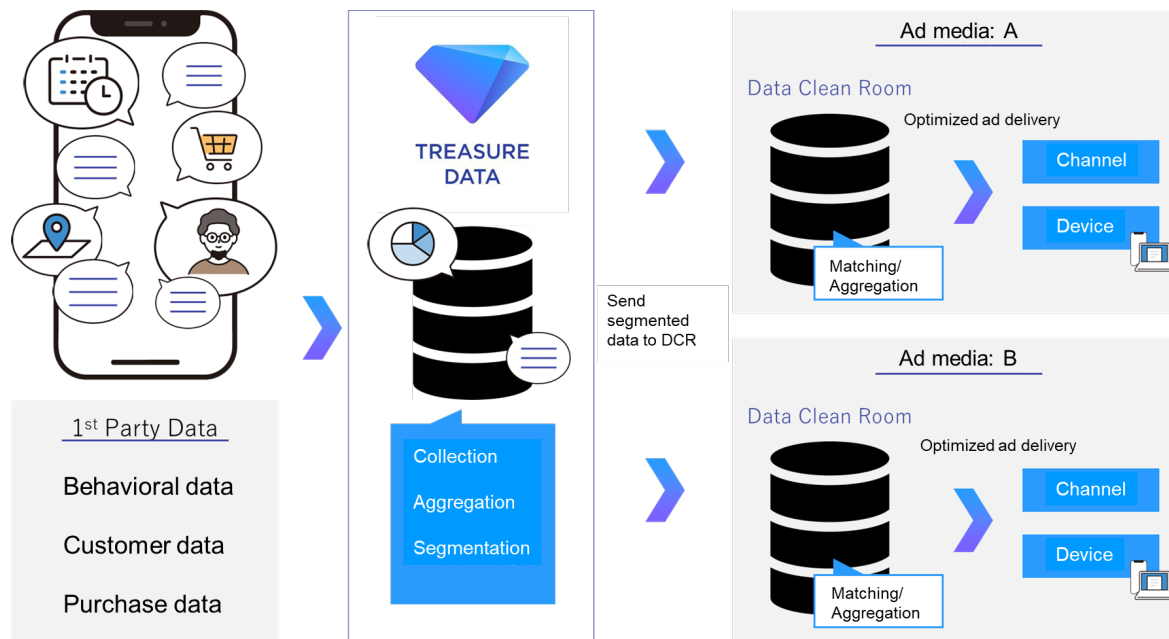 1st Party Data
Behavioral data
Customer data
Purchase data
TREASURE
DATA
Collection
Aggregation
Segmentation
Send
segmented
data to DCR
Ad media: A
Data Clean Room
Optimized ad delivery
Channel
Device
Matching/
Aggregation
Ad media: B
Data Clean Room
Optimized ad delivery
Channel
Device
Matching/
Aggregation